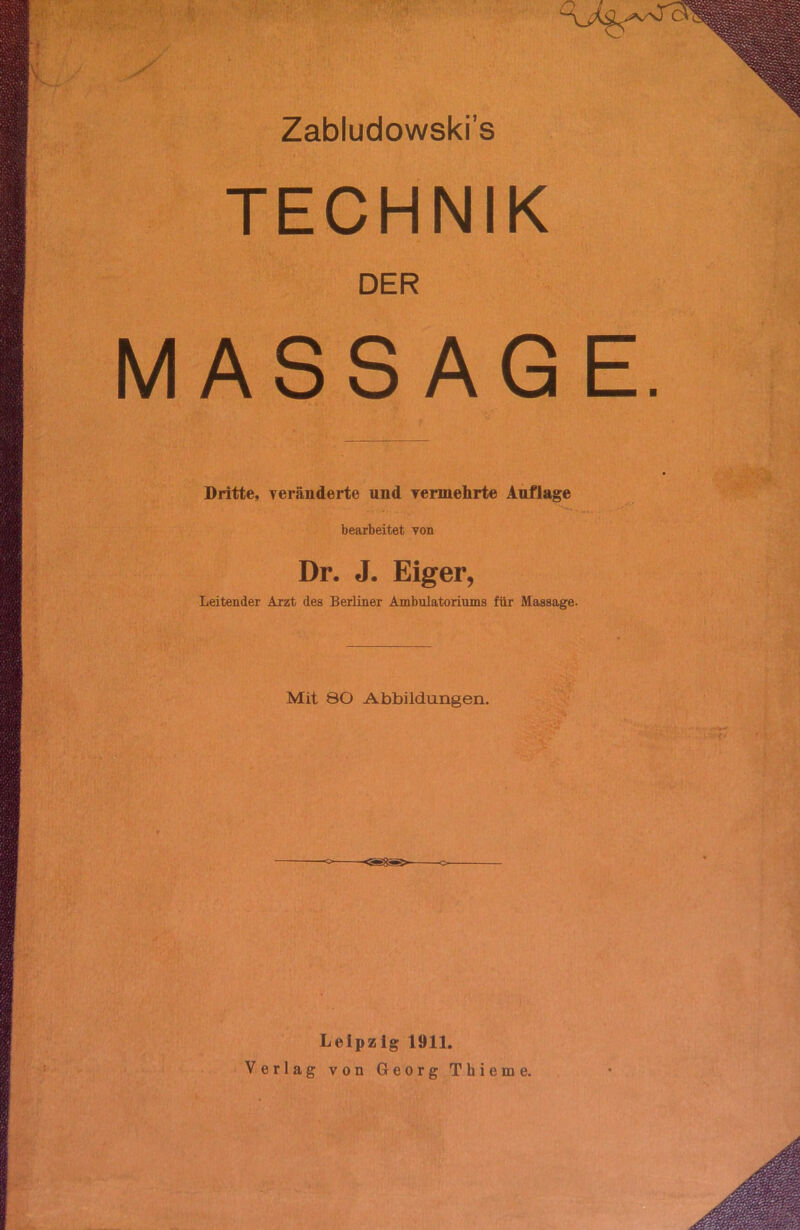 Zabludowski's
TECHNIK
DER
MASSAGE.
Dritte, veränderte und vermehrte Auflage
bearbeitet von
Dr. J. Eiger,
Leitender Arzt des Berliner Ambulatoriums für Massage.
Mit 80 Abbildungen.
Leipzig 1911.
Verlag von Georg Thieme.